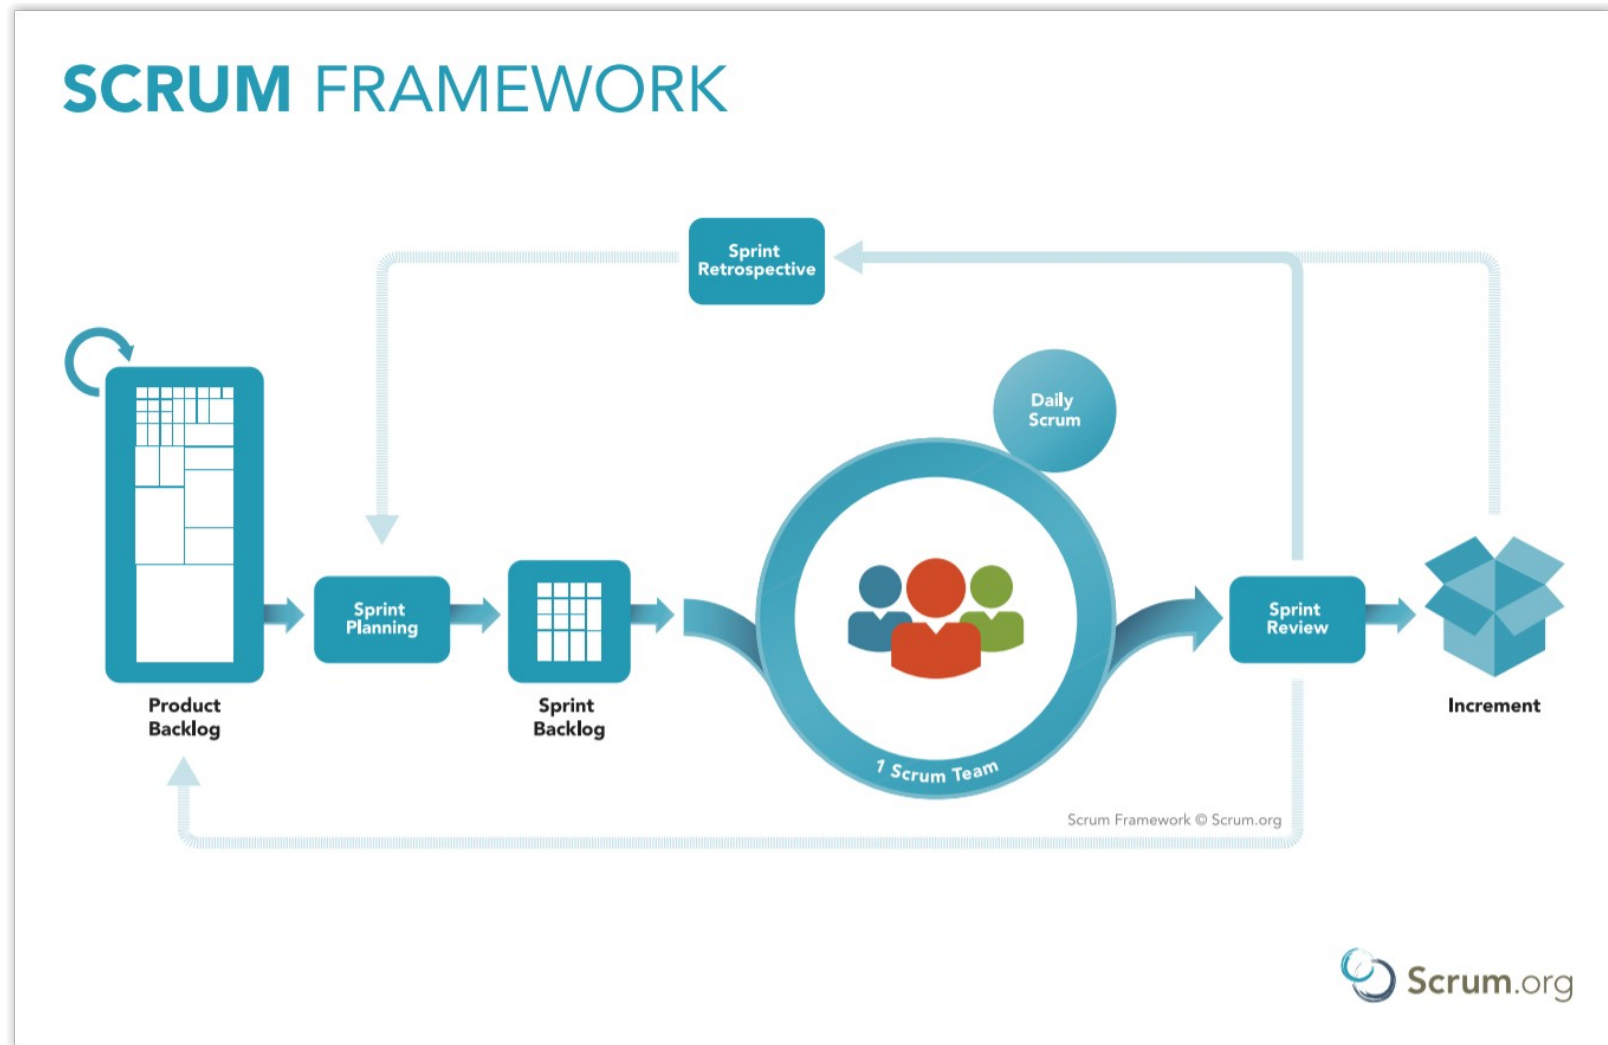 SCRUM FRAMEWORK
Sprint
Retrospective
Daily
Scrum
Sprint
Planning
Sprint
Review
Product
Backlog
Sprint
Backlog
Increment
1 Scrum Team
Scrum Framework © Scrum.org
Scrum.org